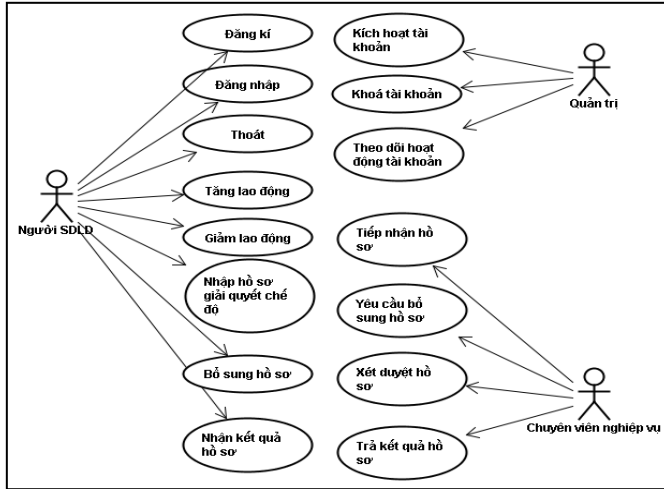 Đăng kí
Đăng nhập
Thoát
Tăng lao động
Giảm lao động
Nhập hồ sơ
giải quyết chế
độ
Bổ sung hồ sơ
Nhận kết quả
hồ sơ
Người SDLD
Kích hoạt tài
khoản
Khoá tài khoản
Theo dõi hoạt
động tài khoản
Quản trị
Tiếp nhận hồ
sơ
Yêu cầu bổ
sung hồ sơ
Xét duyệt hồ
sơ
Trả kết quả hồ
sơ
Chuyên viên nghiệp vụ